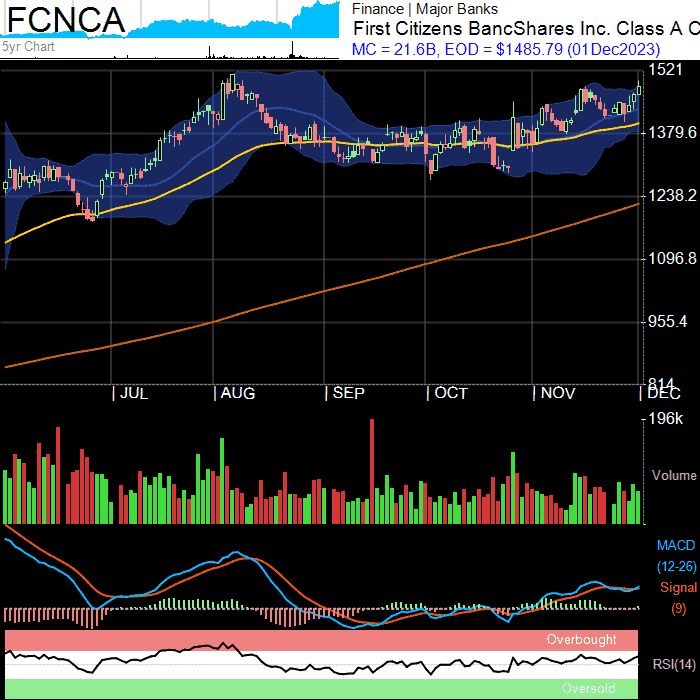 FCNCA
5yr Chart
Finance | Major Banks
First Citizens BancShares Inc. Class A C
MC = 21.6B, EOD = $1485.79 (01Dec2023)
1521
1379.6
1238.2
1096.8
955.4
814
JUL AUG SEP OCT NOV DEC
196k
Volume
MACD
(12-26)
Signal
(9)
Overbought
RSI(14)
Oversold